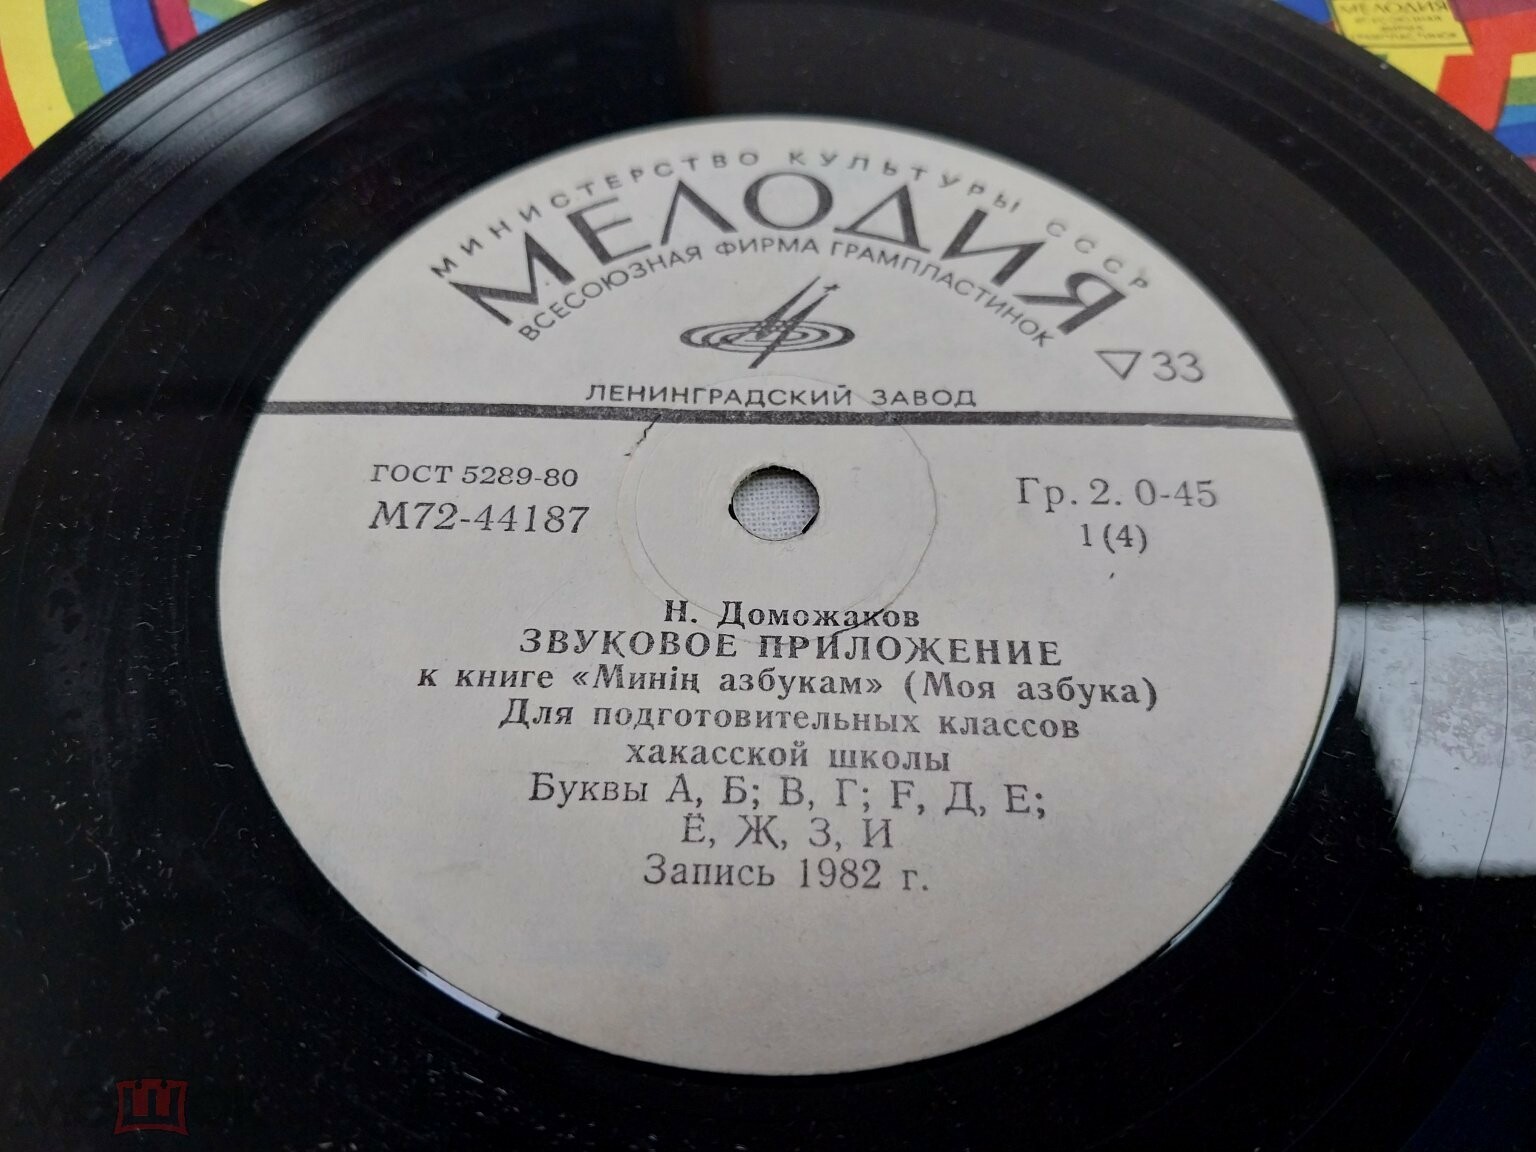 МЕЛОДИЯ
МИНИСТЕРСТВО КУЛЬТУРЫ СССР
МЕЛОДИЯ
ВСЕСОЮЗНАЯ ФИРМА ГРАМПЛАСТИНОК
33
ЛЕНИНГРАДСКИЙ ЗАВОД
ГОСТ 5289-80
М72-44187
Гр. 2. 0-45
1 (4)
Н. Доможаков
ЗВУКОВОЕ ПРИЛОЖЕНИЕ
к книге «Минің азбукам» (Моя азбука)
Для подготовительных классов
хакасской школы
Буквы А, Б; В, Г; Ғ, Д, Е;
Ё, Ж, З, И
Запись 1982 г.